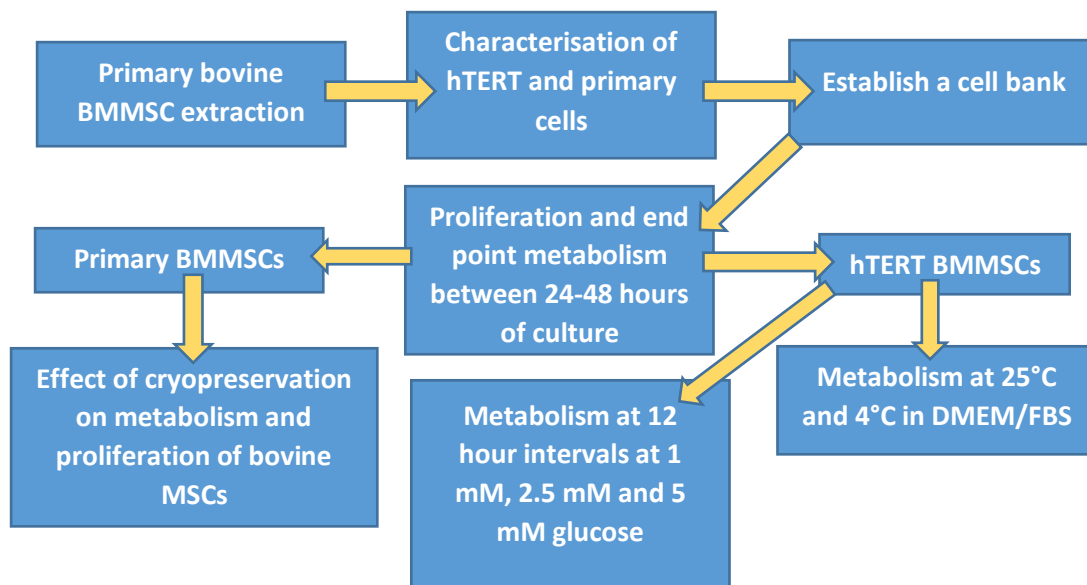 Primary bovine
BMMSC extraction
Characterisation of
hTERT and primary
cells
Establish a cell bank
Proliferation and end
point metabolism
between 24-48 hours
of culture
Primary BMMSCs
hTERT BMMSCs
Effect of cryopreservation
on metabolism and
proliferation of bovine
MSCs
Metabolism at 12
hour intervals at 1
mM, 2.5 mM and 5
mM glucose
Metabolism at 25°C
and 4°C in DMEM/FBS